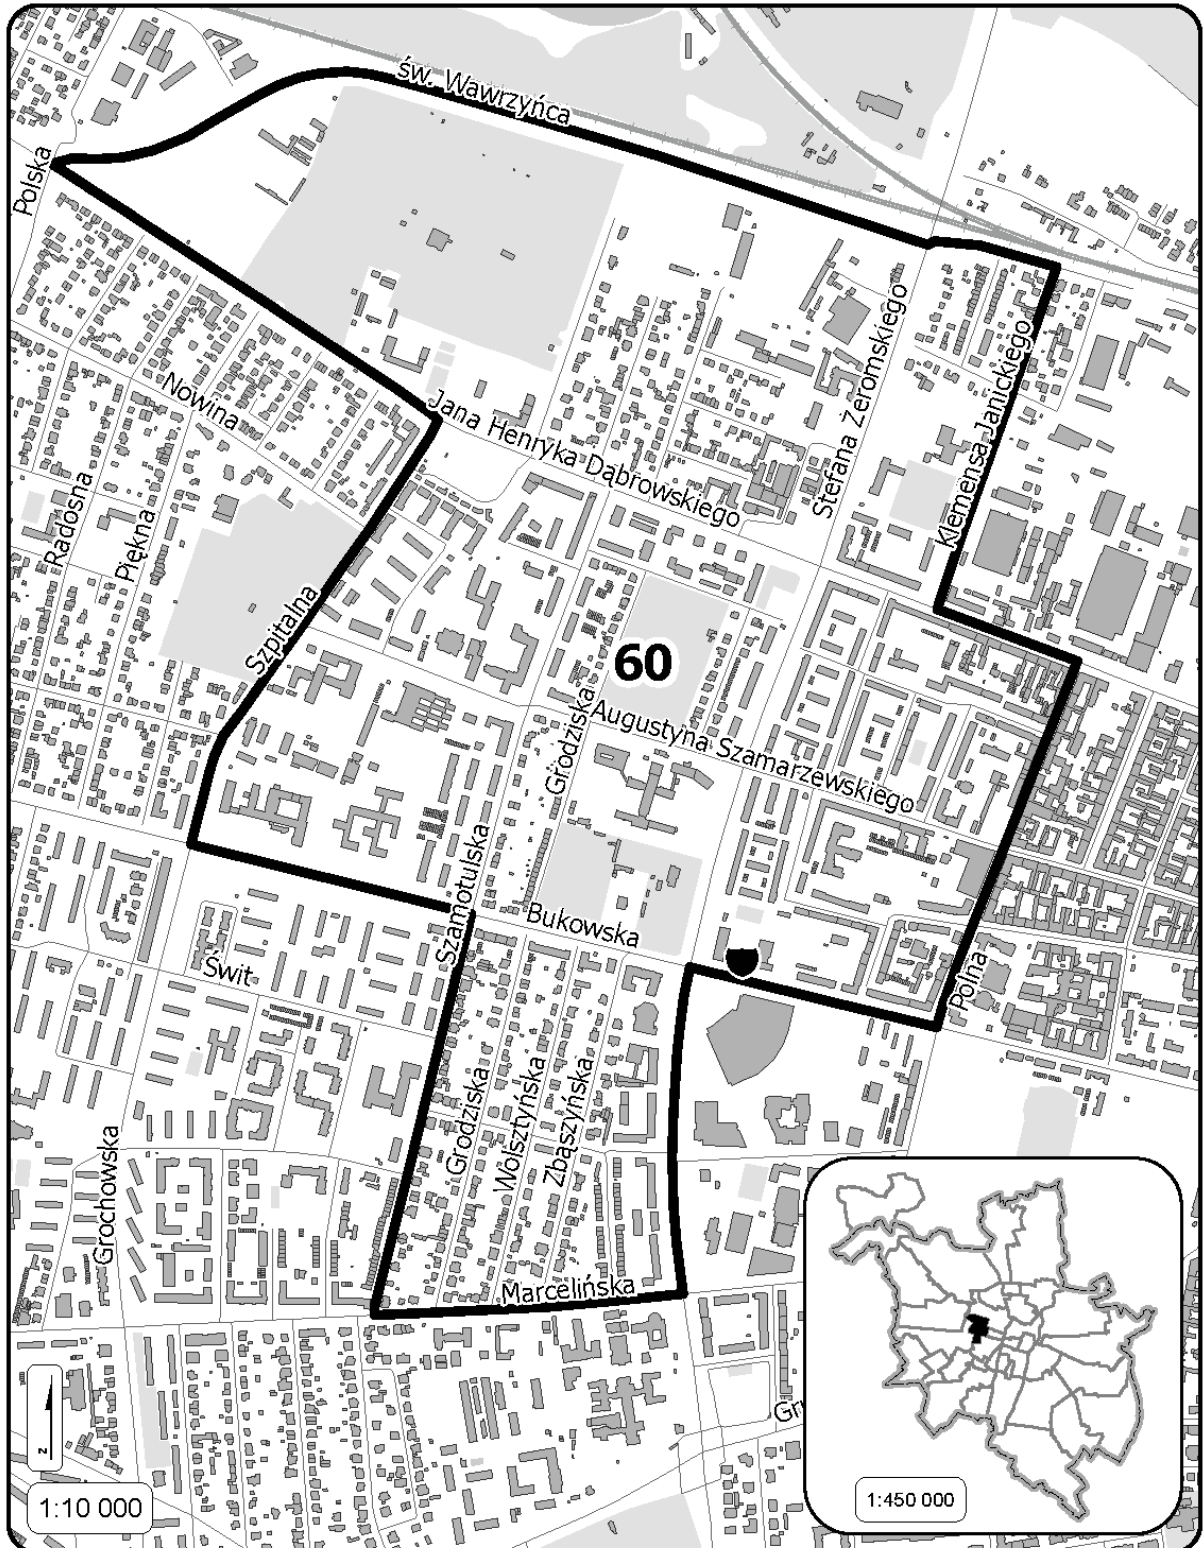 św. Wawrzyńca
Polska
Nowina
Jana Henryka Dąbrowskiego
Stefana Żeromskiego
Klemensa Janickiego
Radosna
Piękna
Szpitalna
60
Grodziska
Augustyna Szamarzewskiego
Szamotulska
Bukowska
Świt
Polna
Grodziska
Wolsztyńska
Zbąszyńska
Grochowska
Marcelińska
z
1:10 000
1:450 000